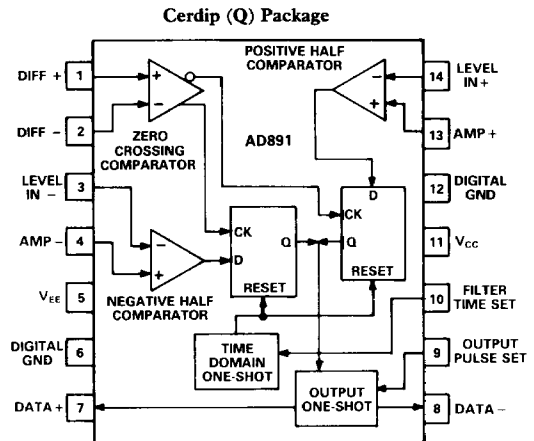 Cerdip (Q) Package
POSITIVE HALF
COMPARATOR
DIFF +
1
+
−
14
LEVEL
IN+
DIFF −
2
−
+
13
AMP+
ZERO
CROSSING
COMPARATOR
AD891
LEVEL
IN −
3
12
DIGITAL
GND
D
CK
AMP−
4
−
+
CK
D
Q
Q
11
VCC
RESET
RESET
VEE
5
NEGATIVE HALF
COMPARATOR
10
FILTER
TIME SET
DIGITAL
GND
6
TIME
DOMAIN
ONE-SHOT
9
OUTPUT
PULSE SET
OUTPUT
ONE-SHOT
DATA+
7
8
DATA−